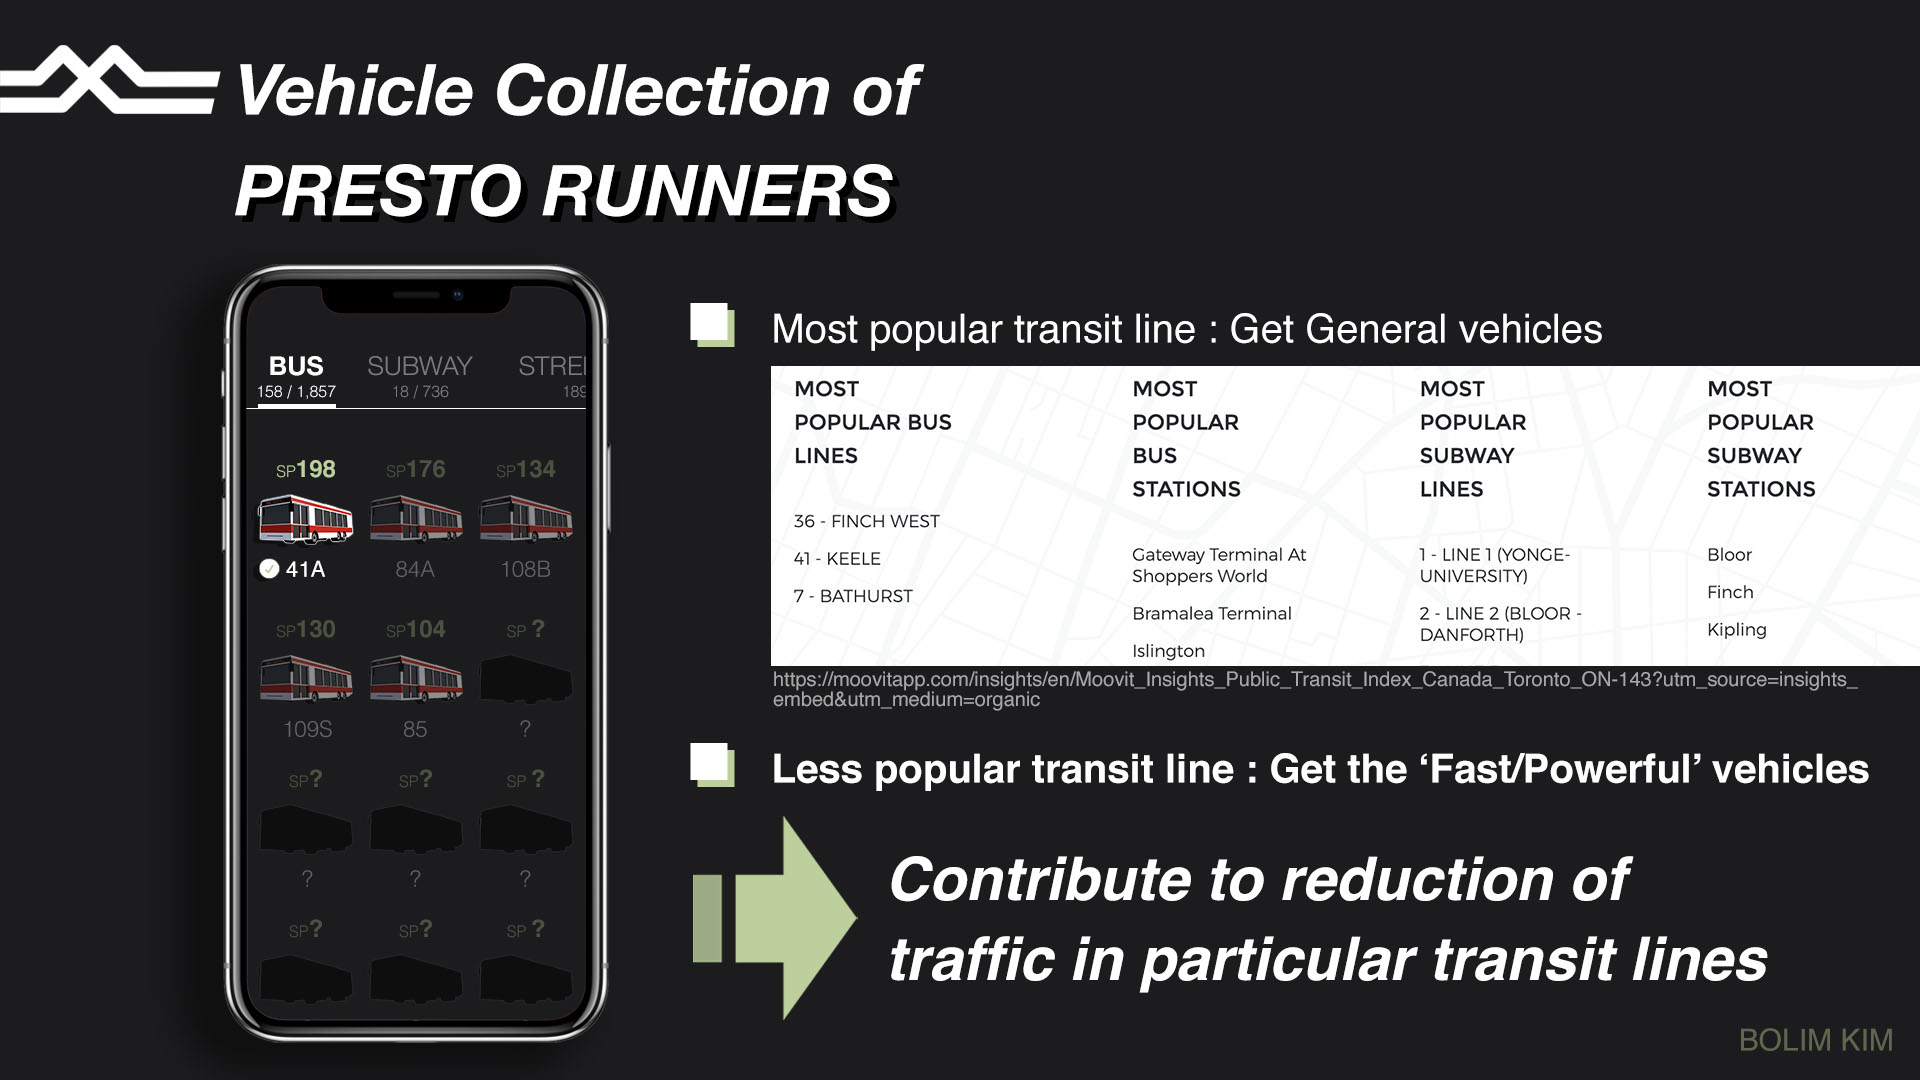 Vehicle Collection of
PRESTO RUNNERS
BUS SUBWAY STREE
158 / 1,857 18 / 736 189
SP198 SP176 SP134
41A 84A 108B
SP130 SP104 SP ?
109S 85 ?
SP? SP? SP ?
? ? ?
SP? SP? SP ?
Most popular transit line : Get General vehicles
MOST
POPULAR BUS
LINES
36 - FINCH WEST
41 - KEELE
7 - BATHURST
MOST
POPULAR
BUS
STATIONS
Gateway Terminal At
Shoppers World
Bramalea Terminal
Islington
MOST
POPULAR
SUBWAY
LINES
1 - LINE 1 (YONGE-
UNIVERSITY)
2 - LINE 2 (BLOOR -
DANFORTH)
MOST
POPULAR
SUBWAY
STATIONS
Bloor
Finch
Kipling
https://moovitapp.com/insights/en/Moovit_Insights_Public_Transit_Index_Canada_Toronto_ON-143?utm_source=insights_
embed&utm_medium=organic
Less popular transit line : Get the ‘Fast/Powerful’ vehicles
Contribute to reduction of
traffic in particular transit lines
BOLIM KIM